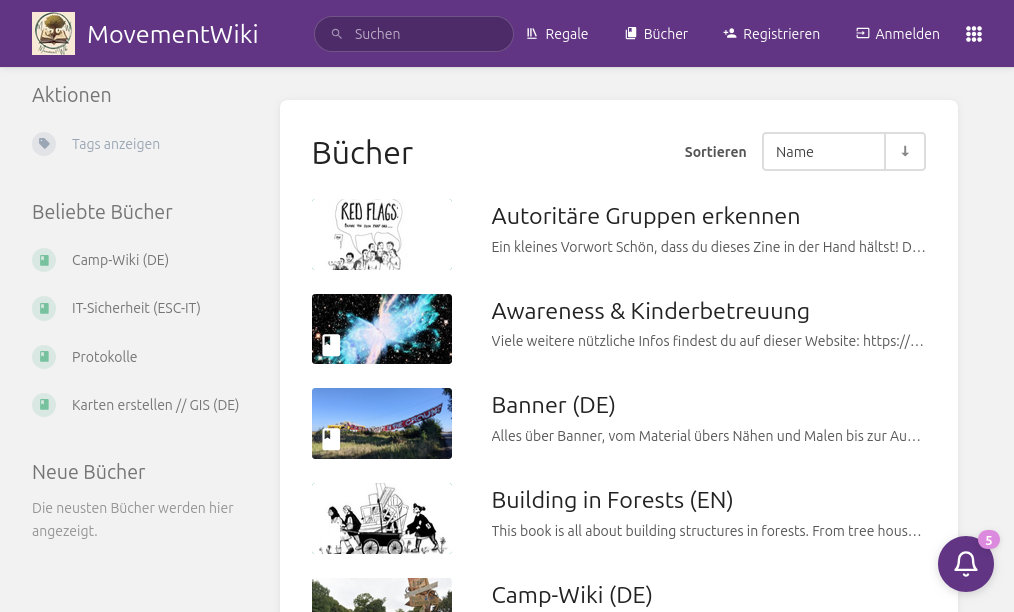 MovementWiki
Suchen
Regale
Bücher
Registrieren
Anmelden
Aktionen
Tags anzeigen
Beliebte Bücher
Camp-Wiki (DE)
IT-Sicherheit (ESC-IT)
Protokolle
Karten erstellen // GIS (DE)
Neue Bücher
Die neusten Bücher werden hier
angezeigt.
Bücher
Sortieren
Name
RED FLAGS:
Autoritäre Gruppen erkennen
Ein kleines Vorwort Schön, dass du dieses Zine in der Hand hältst! D…
Awareness & Kinderbetreuung
Viele weitere nützliche Infos findest du auf dieser Website: https://…
Banner (DE)
Alles über Banner, vom Material übers Nähen und Malen bis zur Au…
Building in Forests (EN)
This book is all about building structures in forests. From tree hous…
Camp-Wiki (DE)
5